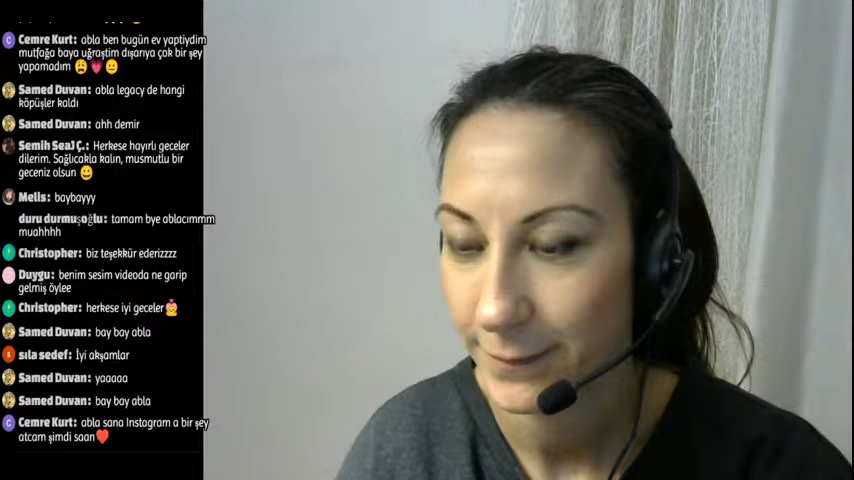 Cemre Kurt: abla ben bugün ev yaptiydim
mutfağa baya uğraştim dışarıya çok bir şey
yapamadım 😩💗😐
Samed Duvan: abla legacy de hangi
köpüşler kaldı
Samed Duvan: ahh demir
Semih SeaJ Ç.: Herkese hayırlı geceler
dilerim. Sağlıcakla kalın, musmutlu bir
geceniz olsun 😀
Melis: baybayyy
duru durmuşoğlu: tamam bye ablacımmm
muahhhh
Christopher: biz teşekkür ederizzzz
Duygu: benim sesim videoda ne garip
gelmiş öylee
Christopher: herkese iyi geceler
Samed Duvan: bay bay abla
sıla sedef: İyi akşamlar
Samed Duvan: yaaaaa
Samed Duvan: bay bay abla
Cemre Kurt: abla sana Instagram a bir şey
atcam şimdi saan❤️